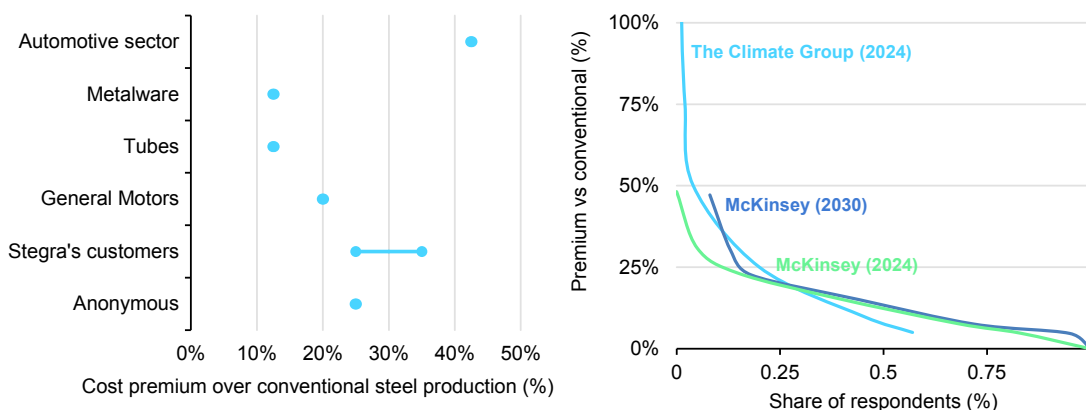 Automotive sector
Metalware
Tubes
General Motors
Stegra's customers
Anonymous
0% 10% 20% 30% 40% 50%
Cost premium over conventional steel production (%)
Premium vs conventional (%)
100%
75%
50%
25%
0%
The Climate Group (2024)
McKinsey (2030)
McKinsey (2024)
0 0.25 0.5 0.75
Share of respondents (%)